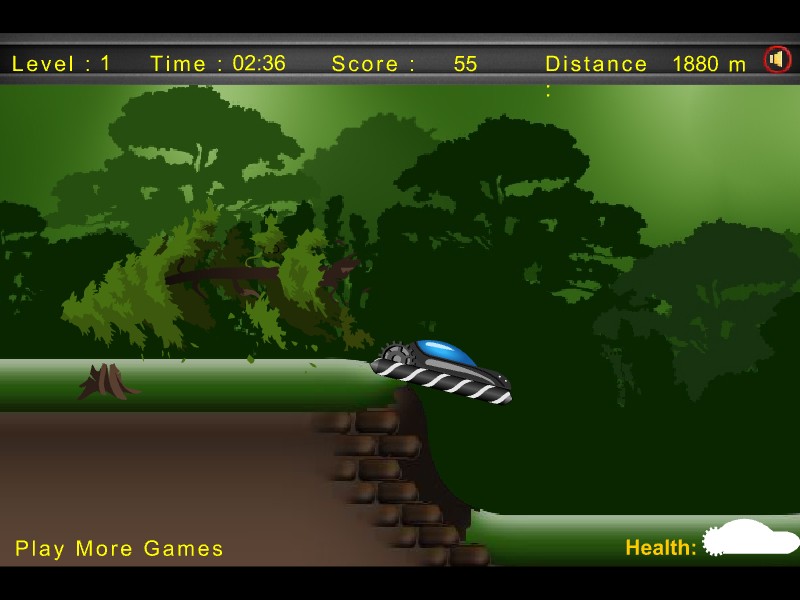 Level : 1 Time : 02:36 Score : 55 Distance : 1880 m
Play More Games
Health: